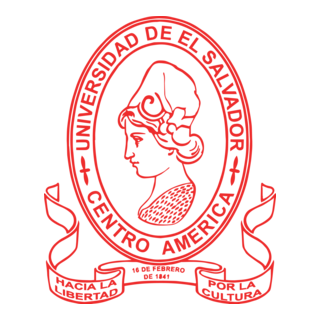 UNIVERSIDAD DE EL SALVADOR
CENTRO AMERICA
HACIA LA
LIBERTAD
16 DE FEBRERO
DE 1841
POR LA
CULTURA